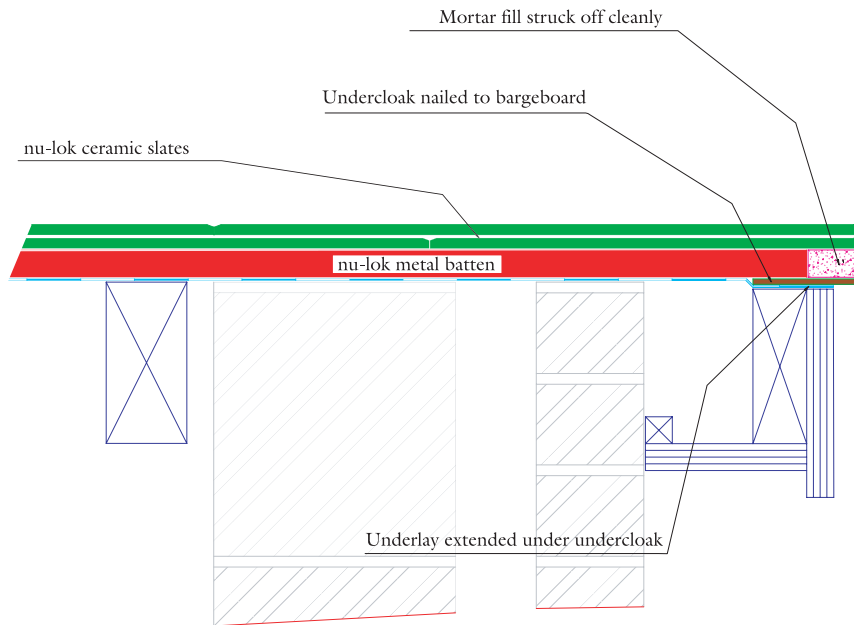 Mortar fill struck off cleanly
Undercloak nailed to bargeboard
nu-lok ceramic slates
nu-lok metal batten
Underlay extended under undercloak